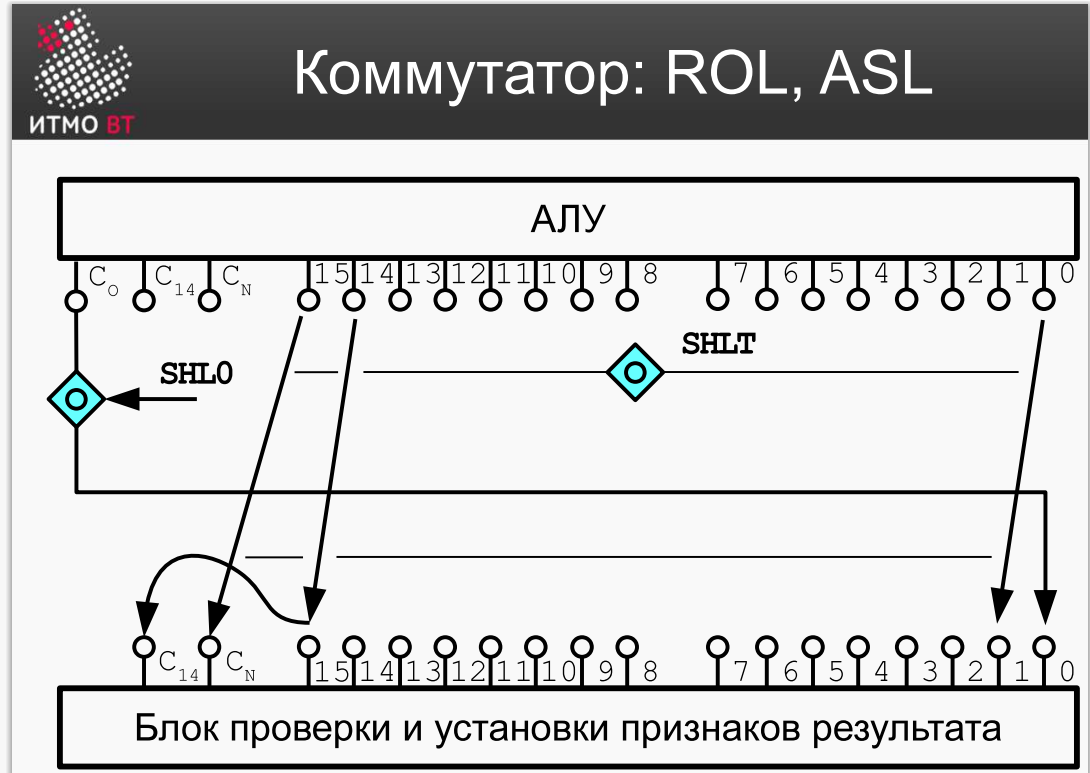 Коммутатор: ROL, ASL
ИТМО ВТ
АЛУ
C₀ C₁₄ C_N 15 14 13 12 11 10 9 8 7 6 5 4 3 2 1 0
SHLT
SHL0
C₁₄ C_N 15 14 13 12 11 10 9 8 7 6 5 4 3 2 1 0
Блок проверки и установки признаков результата